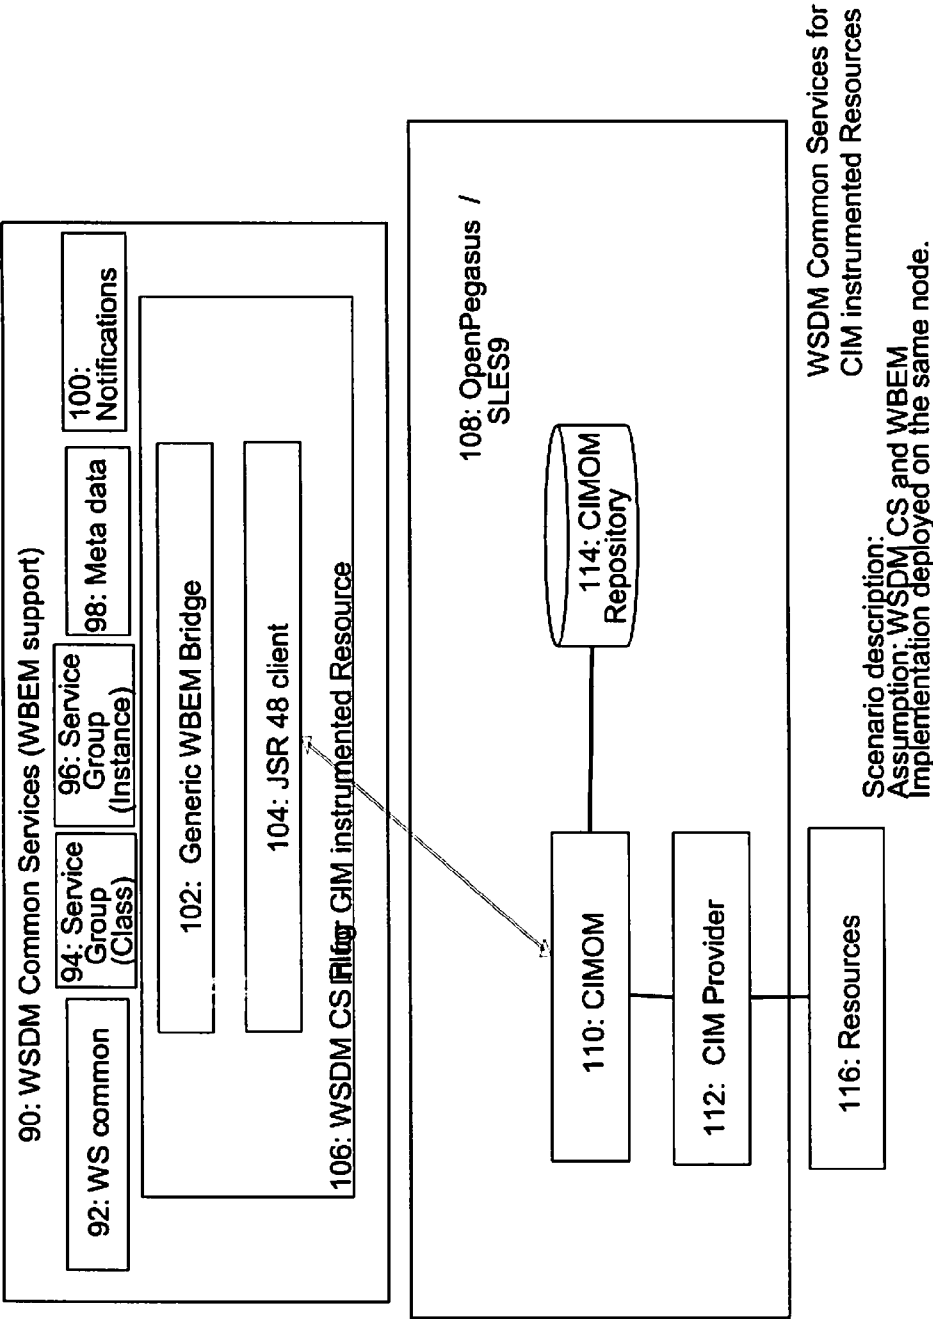 90: WSDM Common Services (WBEM support)
92: WS common
94: Service
Group
(Class)
96: Service
Group
(Instance)
98: Meta data
100:
Notifications
102: Generic WBEM Bridge
104: JSR 48 client
106: WSDM CS for CIM instrumented Resource
108: OpenPegasus /
SLES9
110: CIMOM
112: CIM Provider
114: CIMOM
Repository
116: Resources
WSDM Common Services for
CIM instrumented Resources
Scenario description:
Assumption: WSDM CS and WBEM
Implementation deployed on the same node.